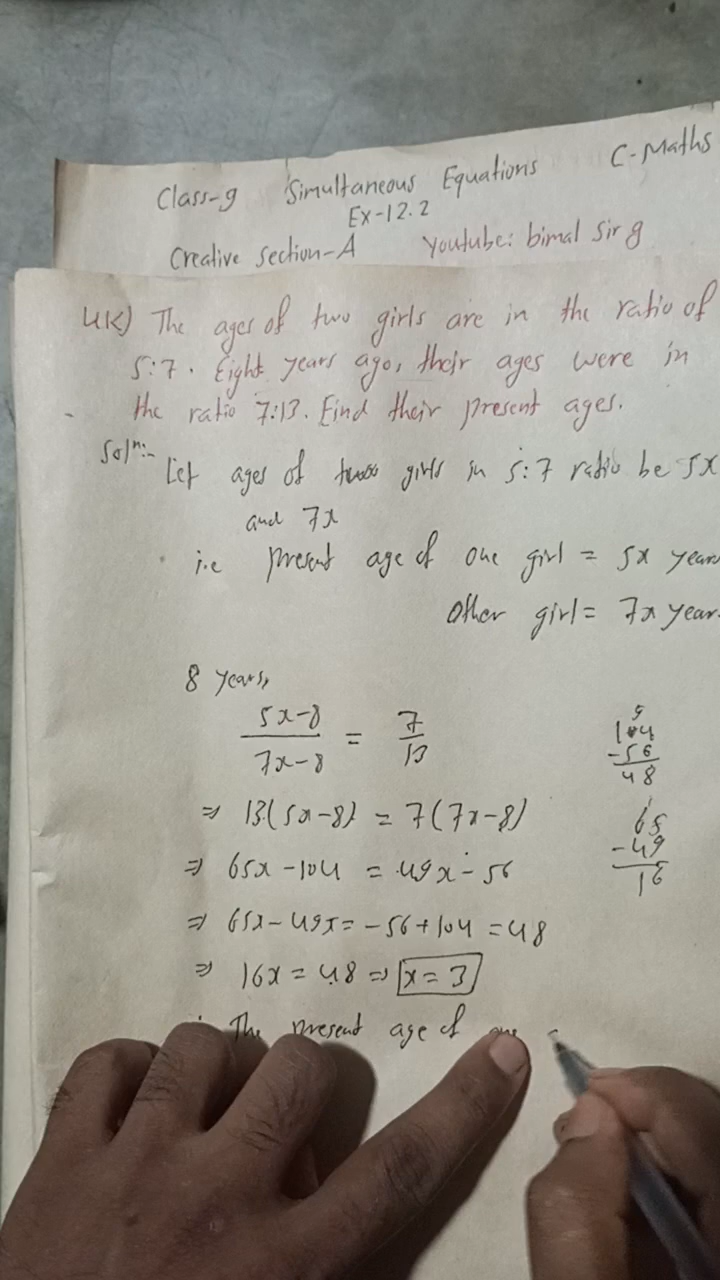 Class-9 Simultaneous Equations C-Maths
Ex-12.2
Creative section-A Youtube: bimal sir 9
4k) The ages of two girls are in the ratio of
5:7. Eight years ago, their ages were in
the ratio 7:13. Find their present ages.
Solⁿ:-
Let ages of two girls in 5:7 ratio be 5x
and 7x
i.e present age of one girl = 5x years
Other girl = 7x year.
8 years,
5x-8 / 7x-8 = 7 / 13
⇒ 13(5x-8) = 7(7x-8)
⇒ 65x -104 = 49x - 56
⇒ 65x - 49x = -56 + 104 = 48
⇒ 16x = 48 ⇒ x = 3
The present age of
104
-56
48
65
-49
16